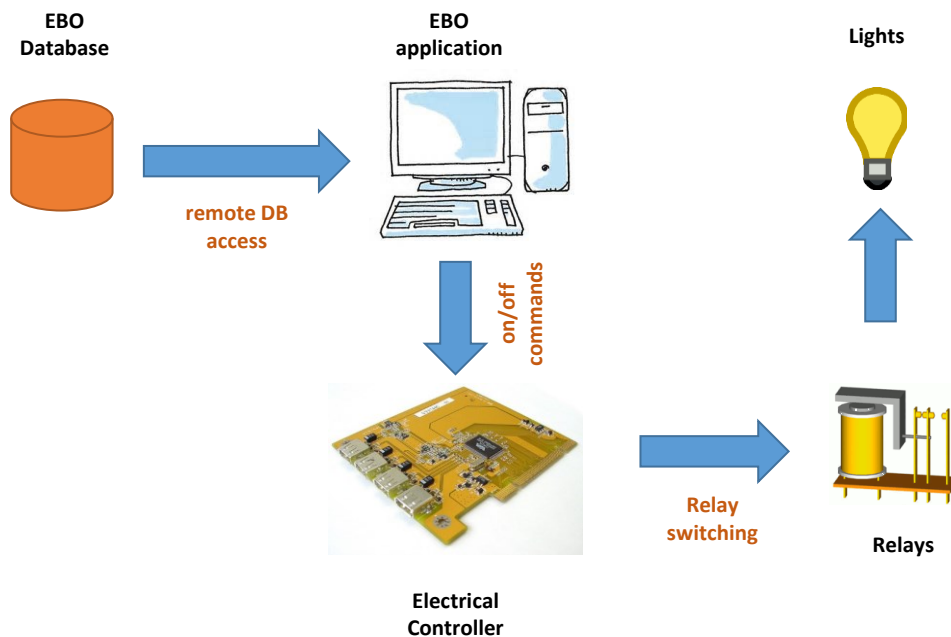 EBO
Database
EBO
application
Lights
remote DB
access
on/off
commands
Relay
switching
Relays
Electrical
Controller